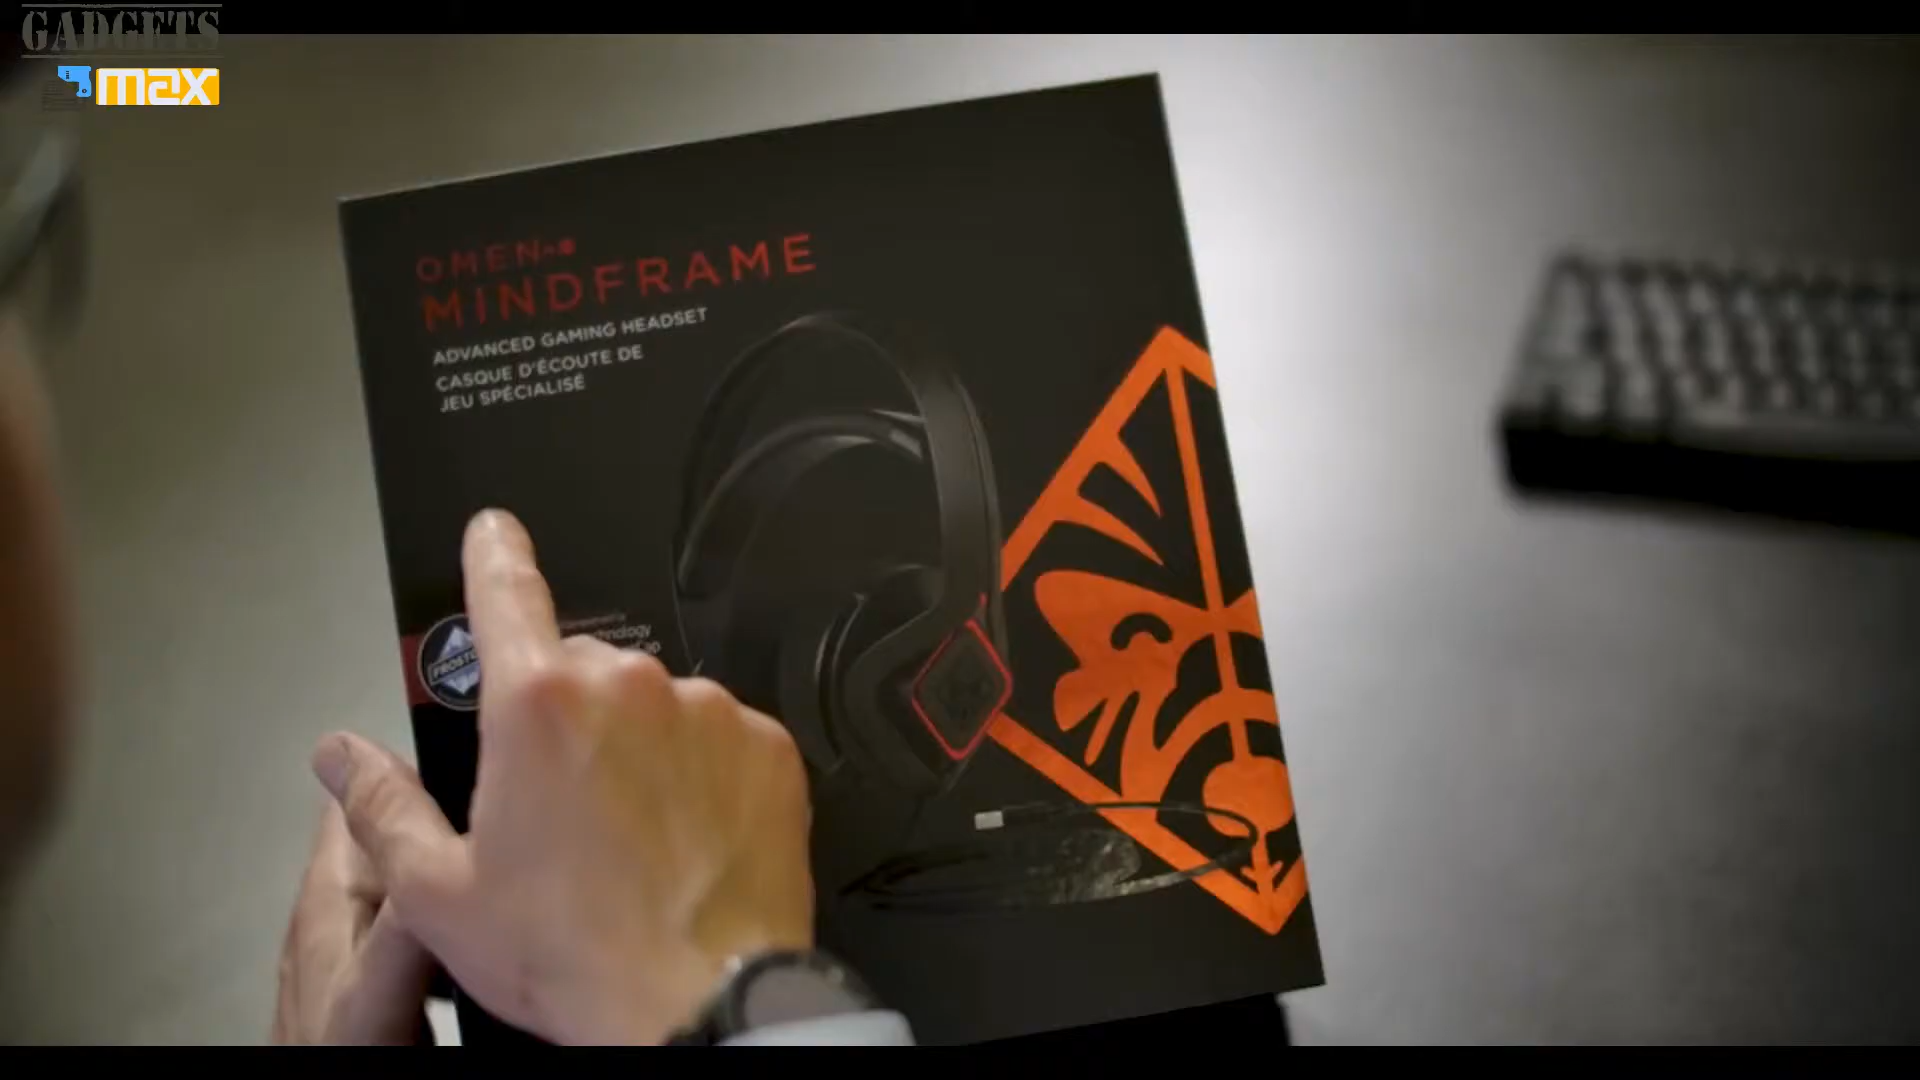 GADGETS
max
OMEN
MINDFRAME
ADVANCED GAMING HEADSET
CASQUE D'ÉCOUTE DE
JEU SPÉCIALISÉ